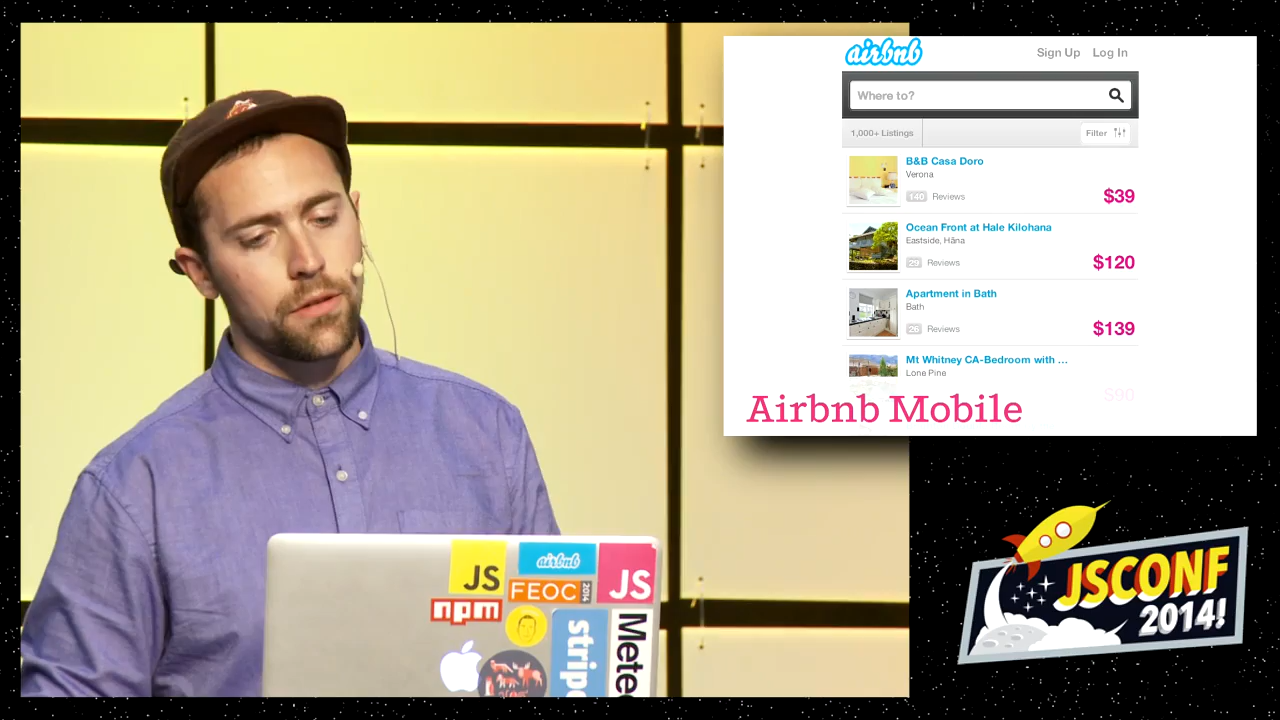 airbnb
Sign Up Log In
Where to?
1,000+ Listings
Filter
B&B Casa Doro
Verona
140 Reviews
$39
Ocean Front at Hale Kilohana
Eastside, Hāna
29 Reviews
$120
Apartment in Bath
Bath
26 Reviews
$139
Mt Whitney CA-Bedroom with ...
Lone Pine
$90
Airbnb Mobile
JS
airbnb
JS
npm
FEOC
2014
stripe
Mete
JSCONF
2014!